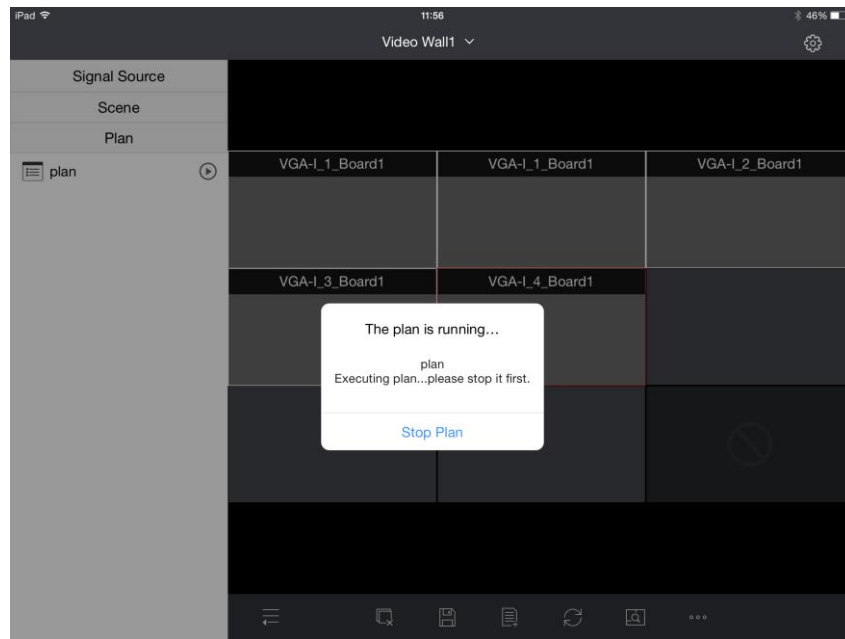 iPad 11:56 46%
Video Wall1
Signal Source
Scene
Plan
plan
VGA-I_1_Board1 VGA-I_1_Board1 VGA-I_2_Board1
VGA-I_3_Board1 VGA-I_4_Board1
The plan is running...
plan
Executing plan...please stop it first.
Stop Plan